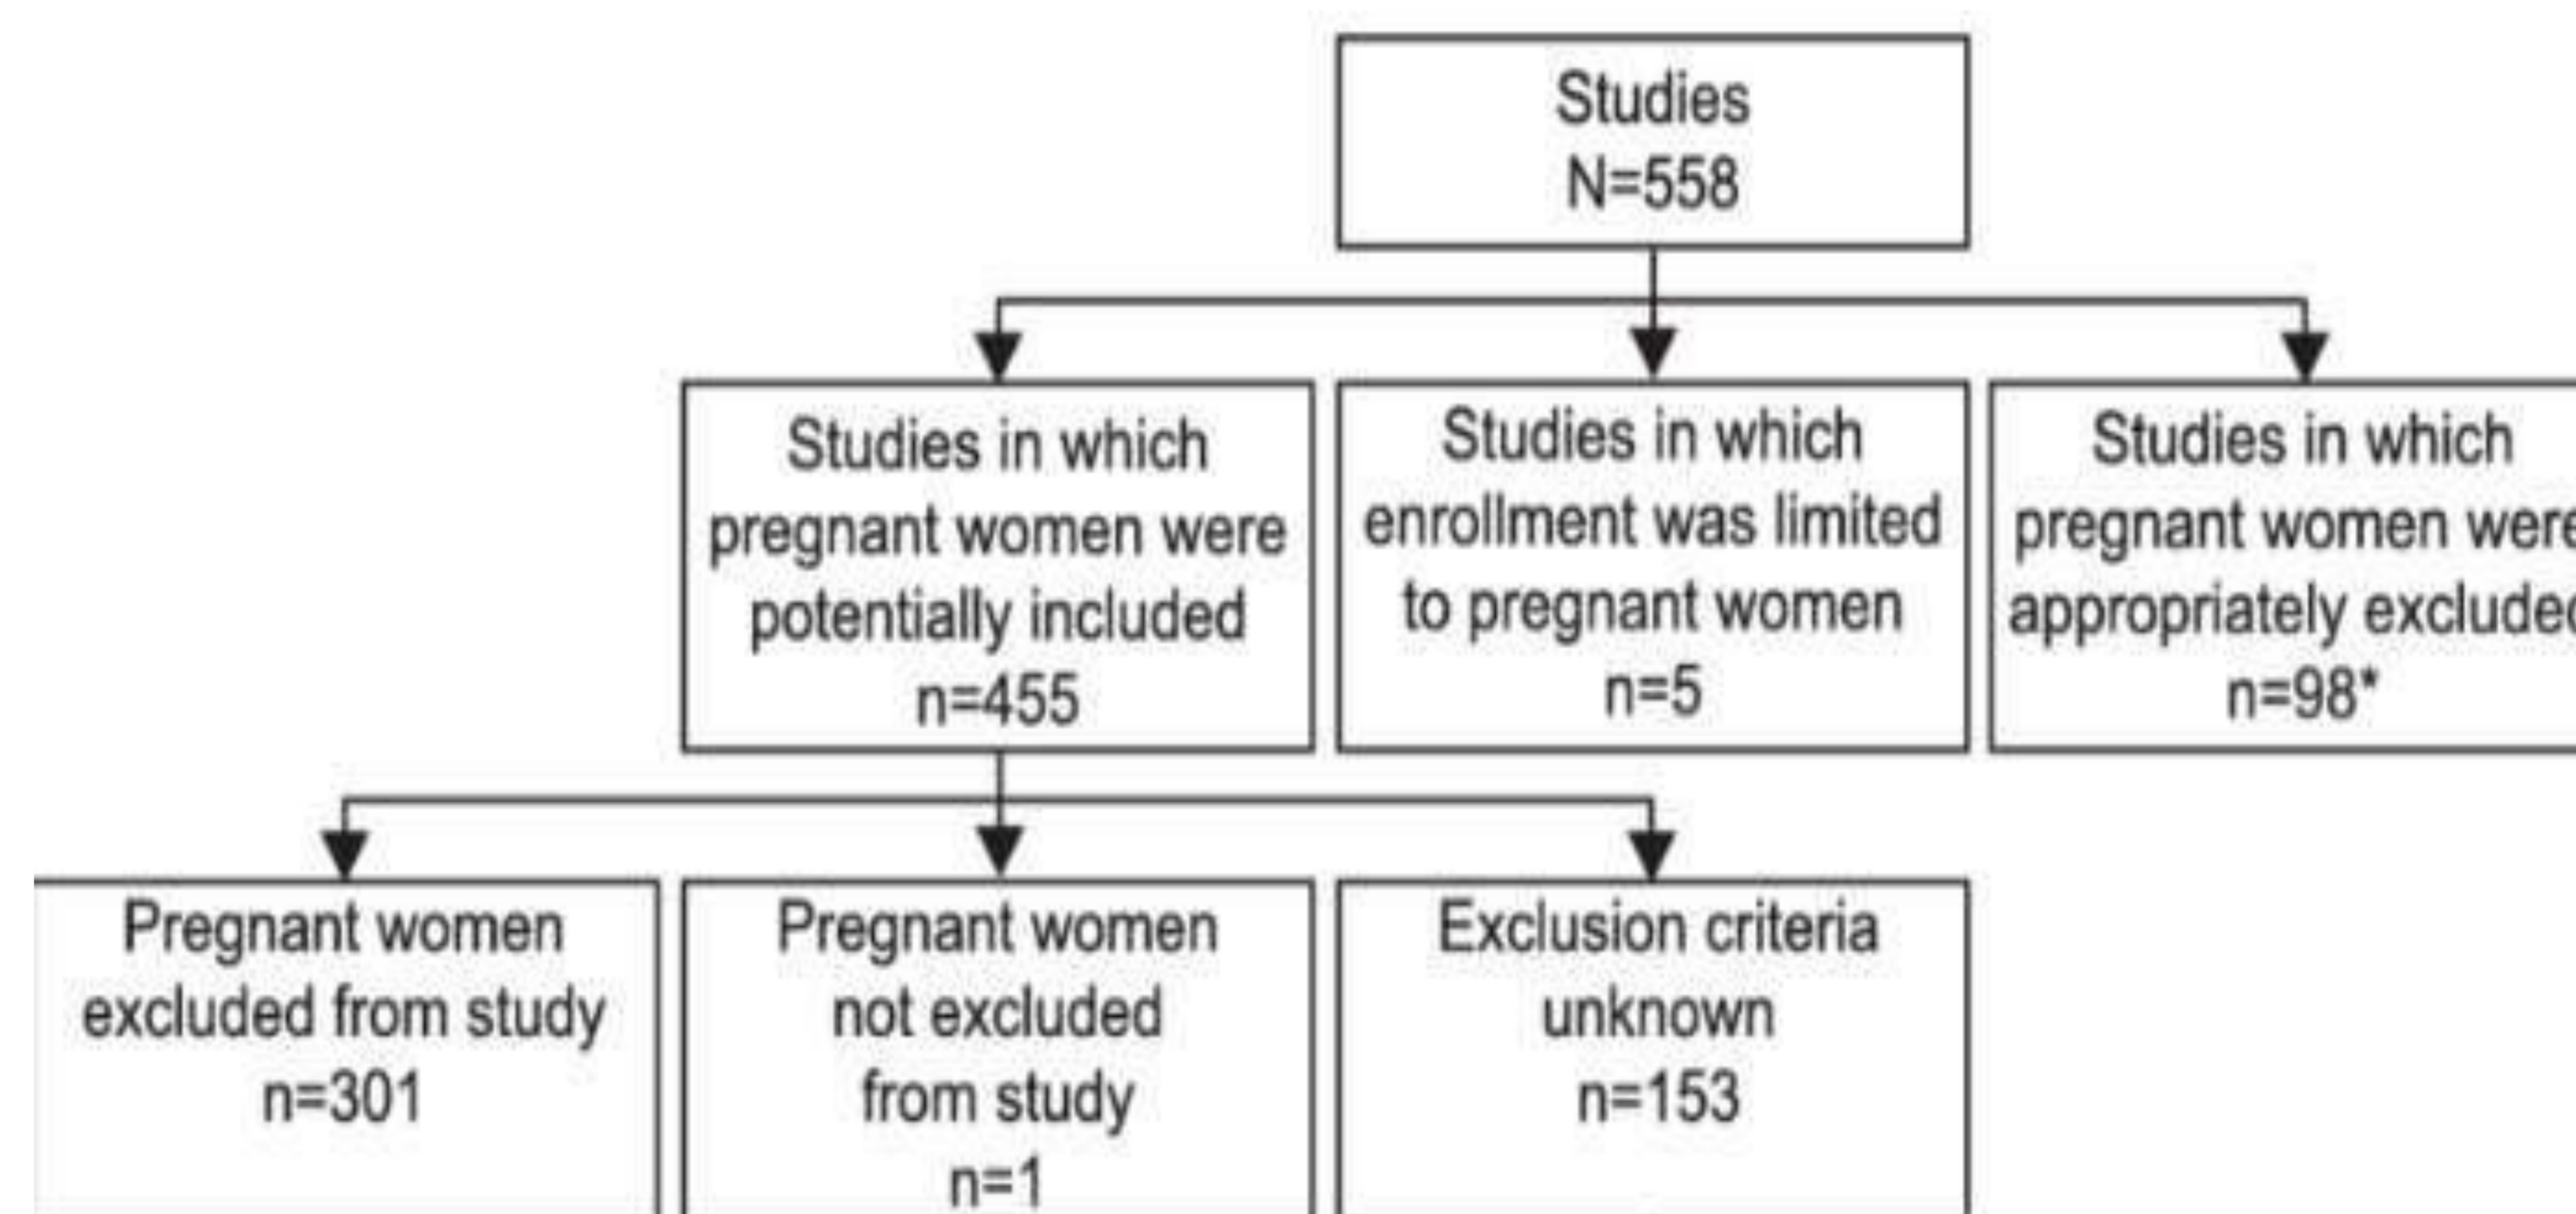 Studies
N=558
Studies in which
pregnant women were
potentially included
n=455
Studies in which
enrollment was limited
to pregnant women
n=5
Studies in which
pregnant women were
appropriately excluded
n=98*
Pregnant women
excluded from study
n=301
Pregnant women
not excluded
from study
n=1
Exclusion criteria
unknown
n=153